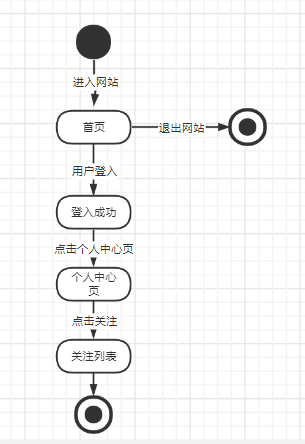 进入网站
首页
退出网站
用户登入
登入成功
点击个人中心页
个人中心
页
点击关注
关注列表